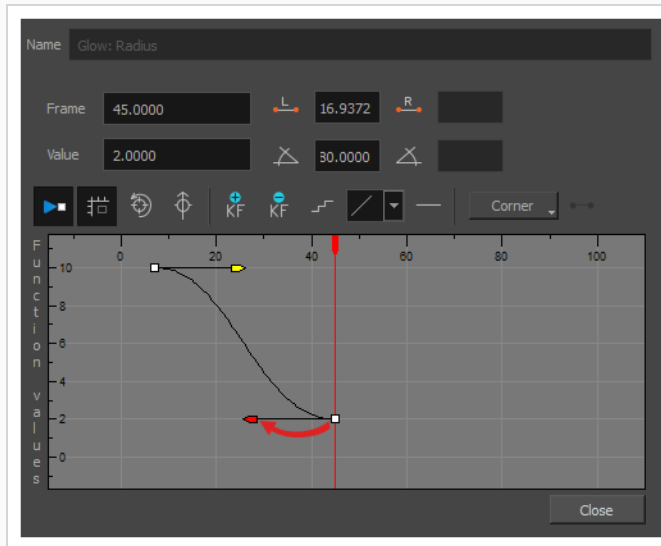 Name Glow: Radius
Frame 45.0000 L 16.9372 R
Value 2.0000 30.0000
KF KF Corner
Function values
0 20 40 60 80 100
10
8
6
4
2
0
Close